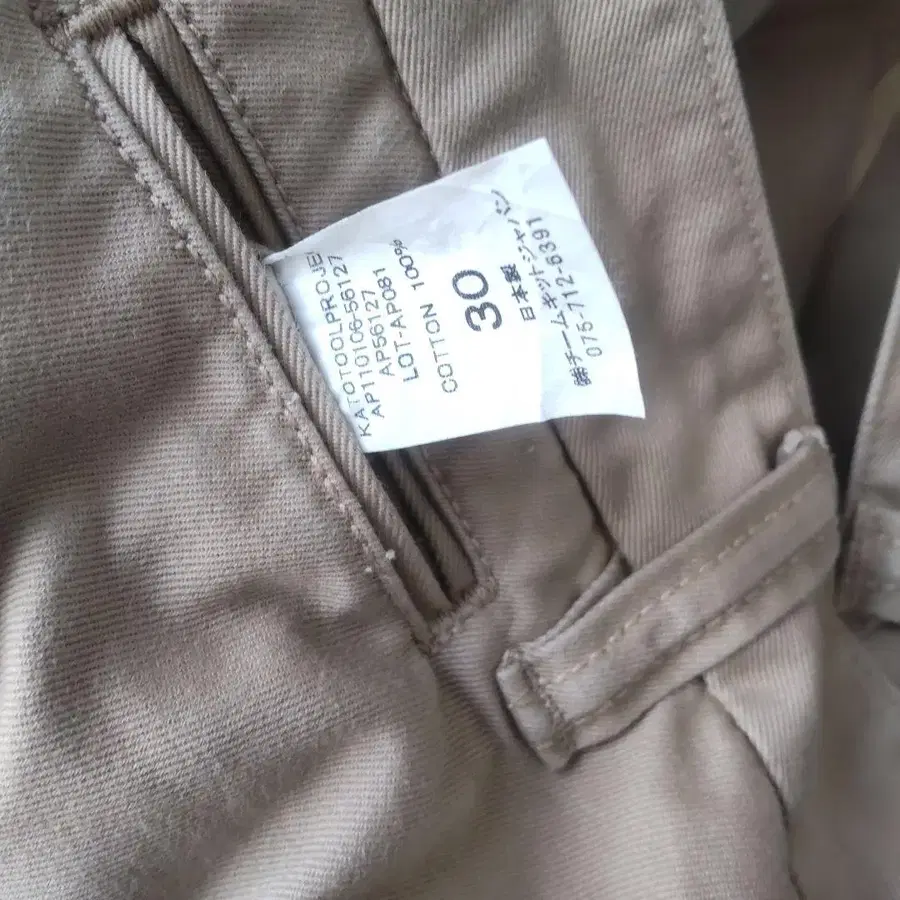 KATOTOOLPROJE
AP110106-56127
AP56127
LOT-AP081
COTTON 100%
30
日本製
㈱チームキットジャパン
075-712-6391